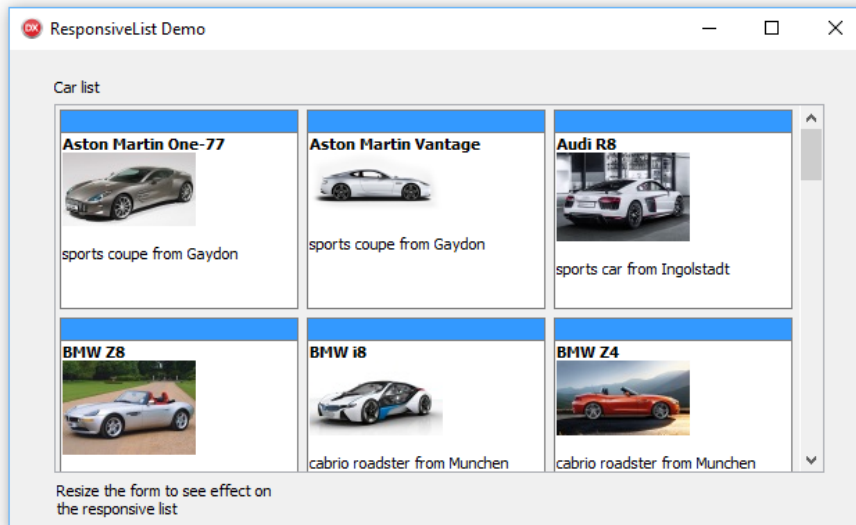 DX ResponsiveList Demo
Car list
Aston Martin One-77
sports coupe from Gaydon
Aston Martin Vantage
sports coupe from Gaydon
Audi R8
sports car from Ingolstadt
BMW Z8
BMW i8
cabrio roadster from Munchen
BMW Z4
cabrio roadster from Munchen
Resize the form to see effect on
the responsive list